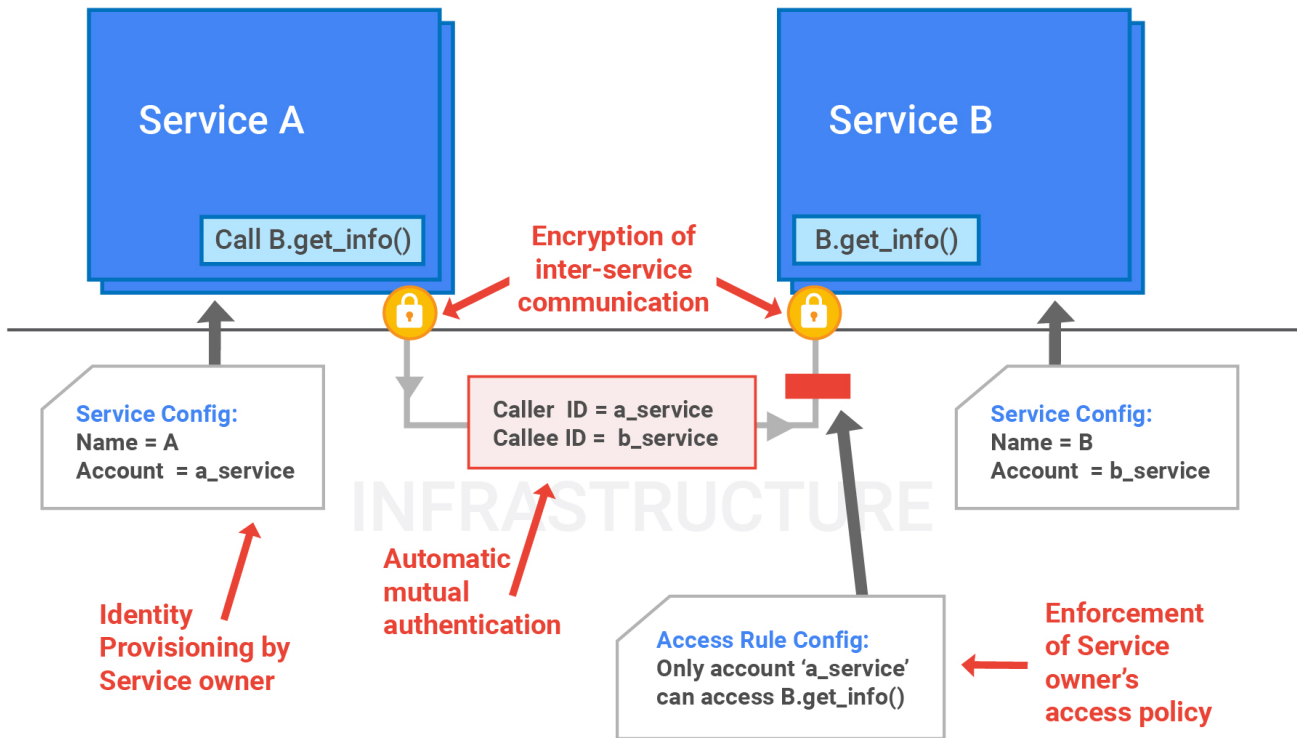 Service A
Service B
Call B.get_info()
B.get_info()
Encryption of
inter-service
communication
Service Config:
Name = A
Account  = a_service
Caller  ID = a_service
Callee ID =  b_service
Service Config:
Name = B
Account  = b_service
INFRASTRUCTURE
Identity
Provisioning by
Service owner
Automatic
mutual
authentication
Access Rule Config:
Only account ‘a_service’
can access B.get_info()
Enforcement
of Service
owner’s
access policy